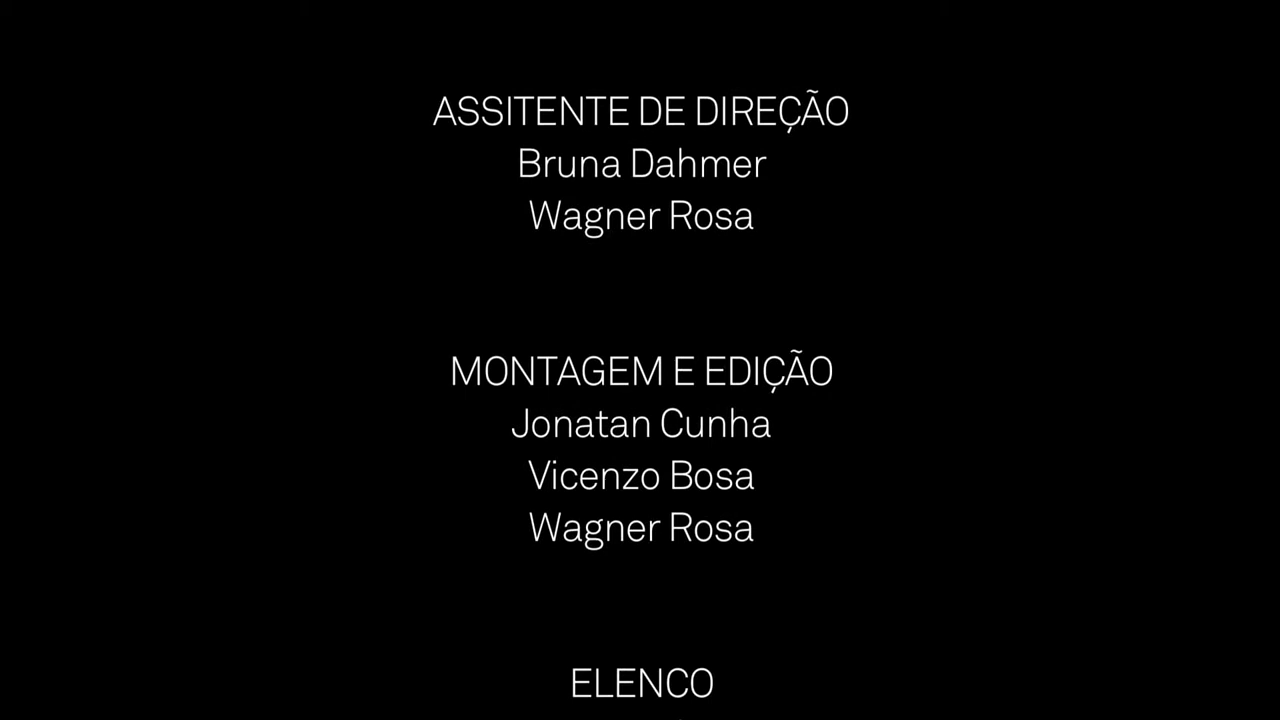 ASSITENTE DE DIREÇÃO
Bruna Dahmer
Wagner Rosa
MONTAGEM E EDIÇÃO
Jonatan Cunha
Vicenzo Bosa
Wagner Rosa
ELENCO